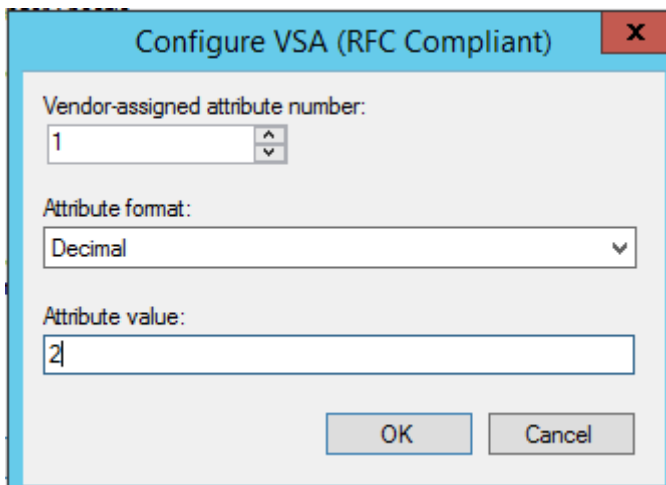 Configure VSA (RFC Compliant)
x
Vendor-assigned attribute number:
1
Attribute format:
Decimal
Attribute value:
2
OK Cancel